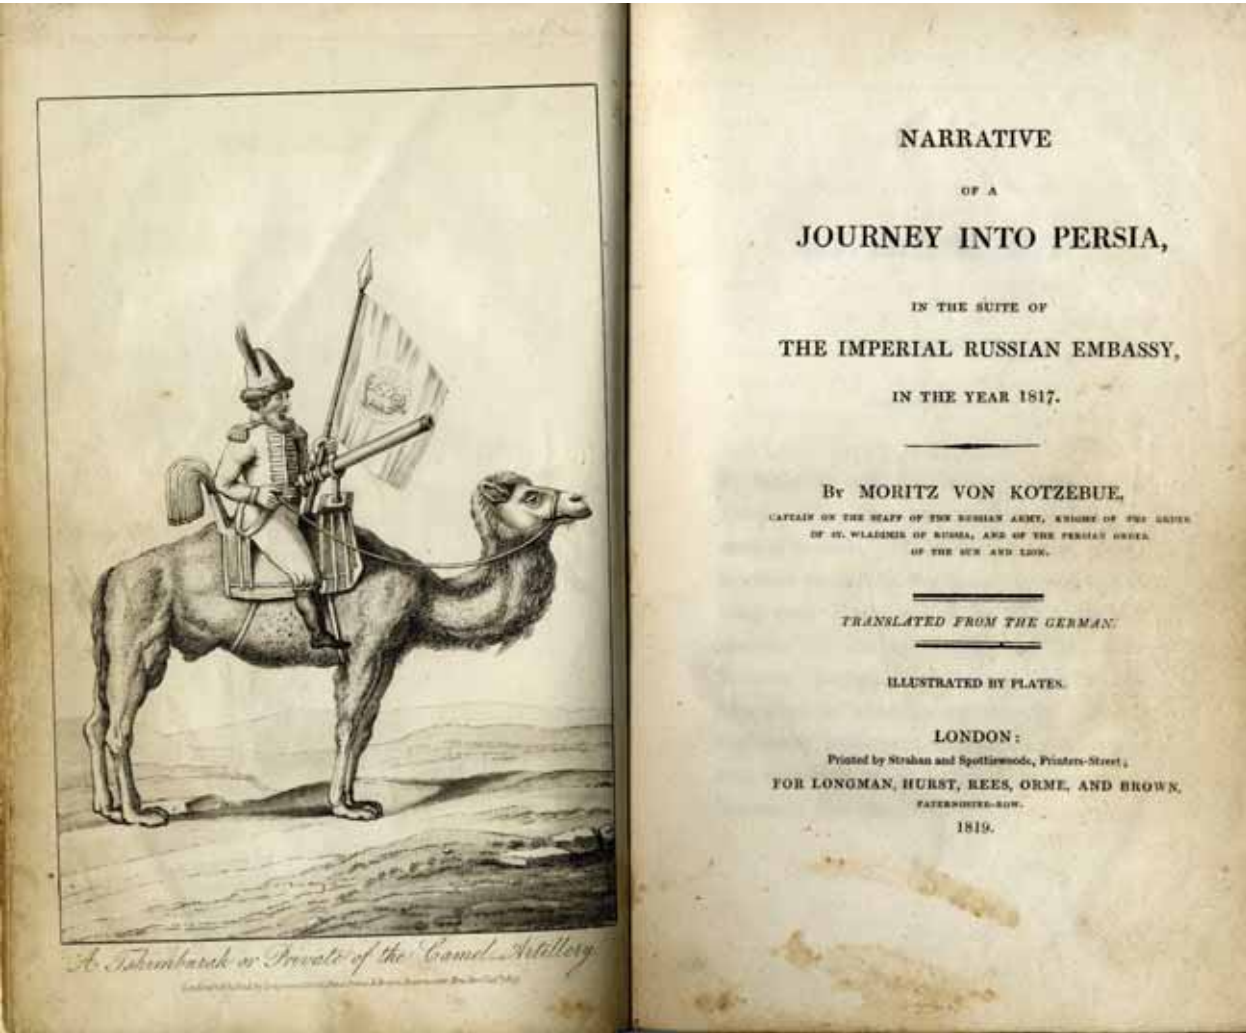 A Tshimbarak or Private of the Camel-Artillery.
NARRATIVE
OF A
JOURNEY INTO PERSIA,
IN THE SUITE OF
THE IMPERIAL RUSSIAN EMBASSY,
IN THE YEAR 1817.
By MORITZ VON KOTZEBUE,
CAPTAIN ON THE STAFF OF THE RUSSIAN ARMY, KNIGHT OF THE ORDER
OF ST. WLADIMIR OF RUSSIA, AND OF THE PERSIAN ORDER
OF THE SUN AND LION.
TRANSLATED FROM THE GERMAN.
ILLUSTRATED BY PLATES.
LONDON:
Printed by Strahan and Spottiswoode, Printers-Street;
FOR LONGMAN, HURST, REES, ORME, AND BROWN,
PATERNOSTER-ROW.
1819.